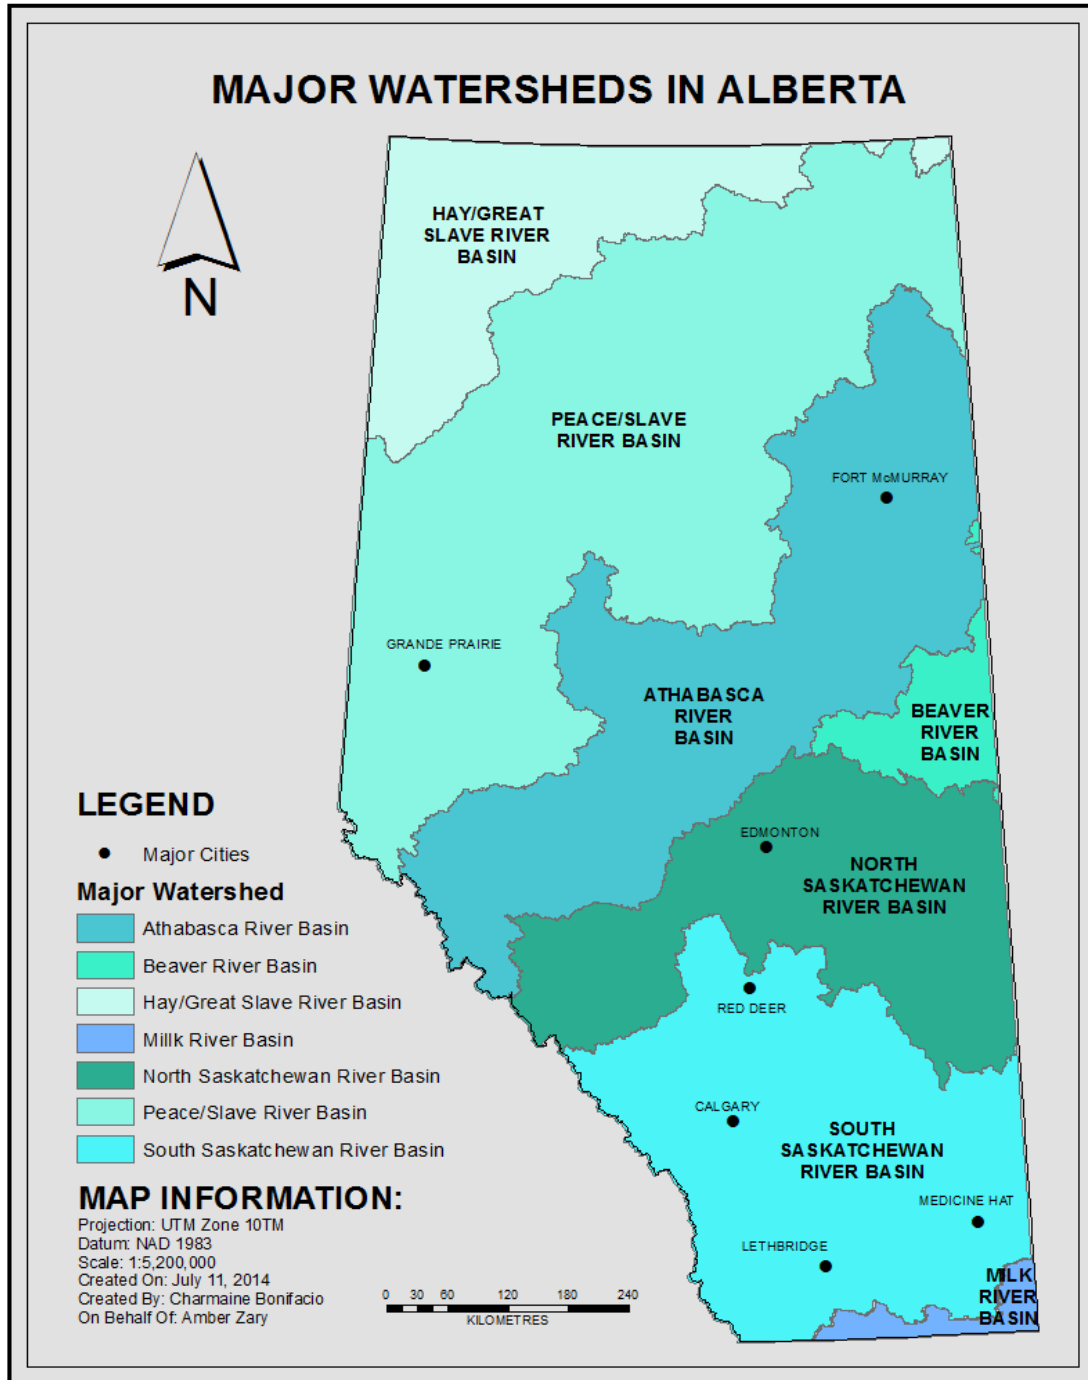 MAJOR WATERSHEDS IN ALBERTA
N
HAY/GREAT
SLAVE RIVER
BASIN
PEACE/SLAVE
RIVER BASIN
FORT McMURRAY
GRANDE PRAIRIE
ATHABASCA
RIVER
BASIN
BEAVER
RIVER
BASIN
EDMONTON
NORTH
SASKATCHEWAN
RIVER BASIN
RED DEER
CALGARY
SOUTH
SASKATCHEWAN
RIVER BASIN
MEDICINE HAT
LETHBRIDGE
MILK
RIVER
BASIN
LEGEND
Major Cities
Major Watershed
Athabasca River Basin
Beaver River Basin
Hay/Great Slave River Basin
Millk River Basin
North Saskatchewan River Basin
Peace/Slave River Basin
South Saskatchewan River Basin
MAP INFORMATION:
Projection: UTM Zone 10TM
Datum: NAD 1983
Scale: 1:5,200,000
Created On: July 11, 2014
Created By: Charmaine Bonifacio
On Behalf Of: Amber Zary
0 30 60 120 180 240
KILOMETRES